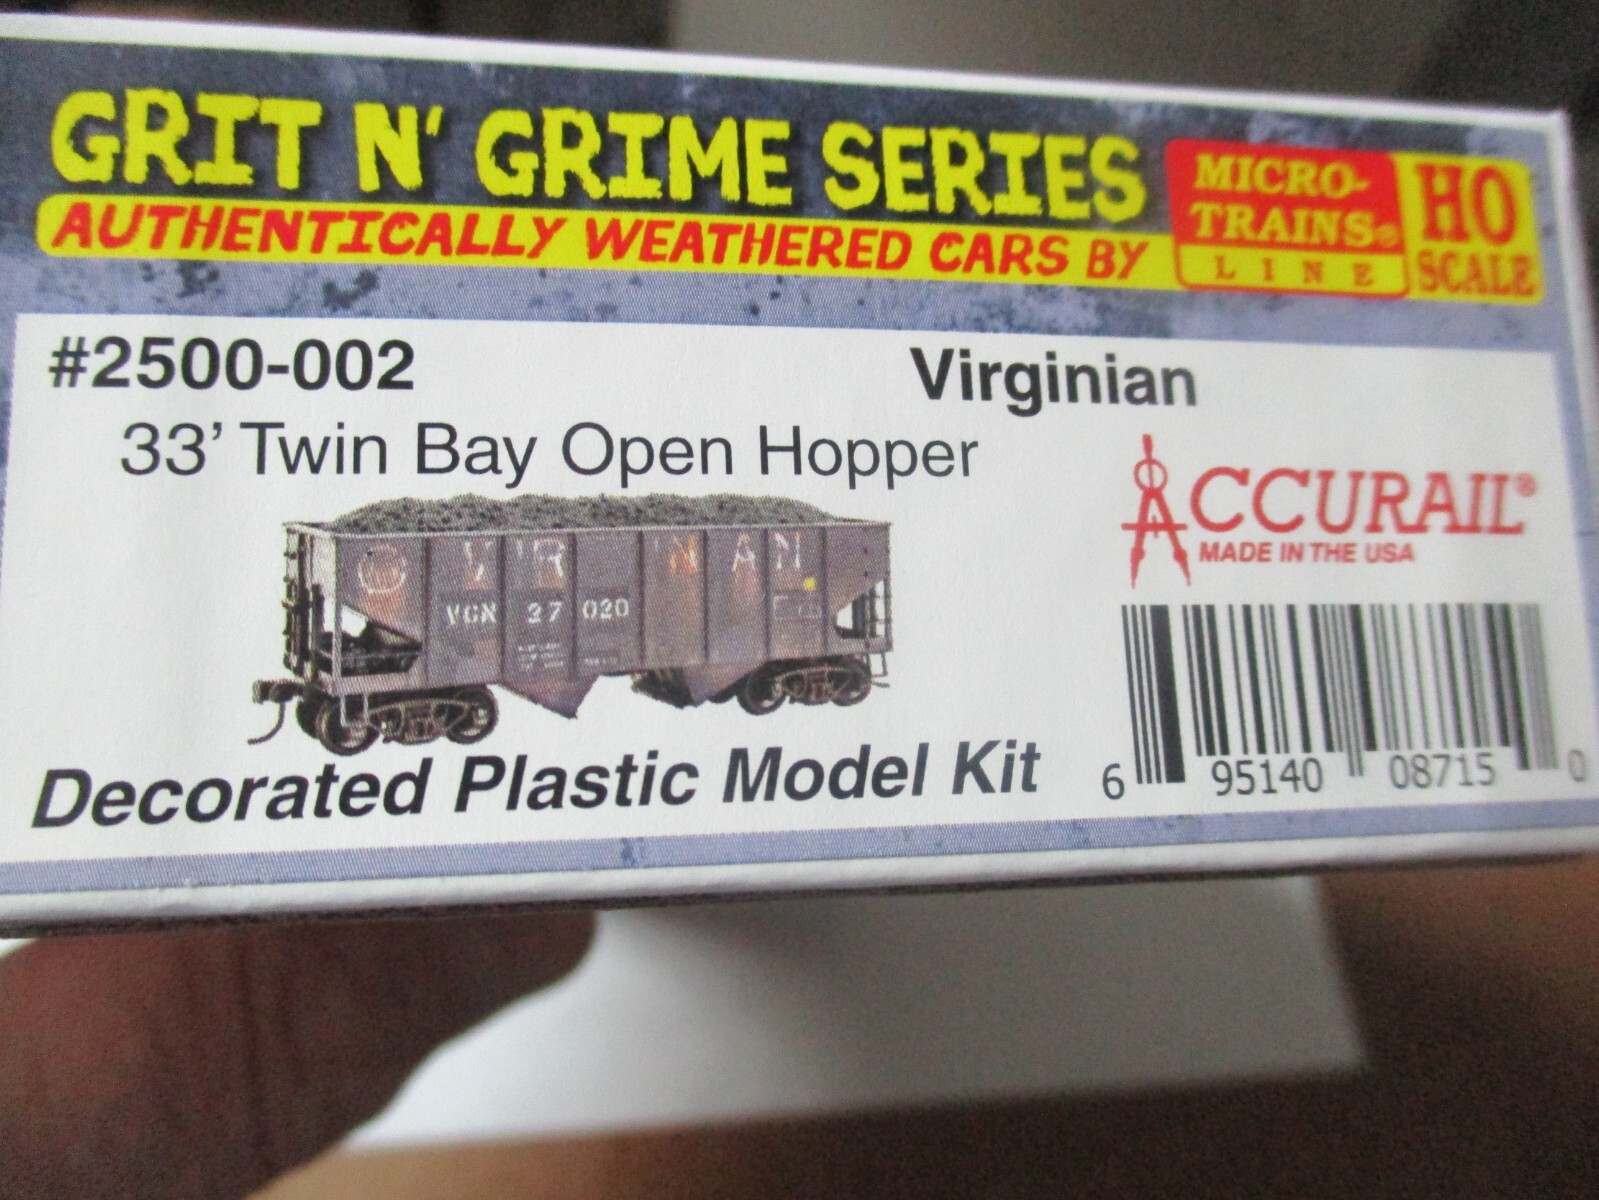 GRIT N' GRIME SERIES
AUTHENTICALLY WEATHERED CARS BY
MICRO-
TRAINS®
LINE
HO
SCALE
#2500-002
Virginian
33' Twin Bay Open Hopper
ACCURAIL®
MADE IN THE USA
V I R N A N
VGN 27020
Decorated Plastic Model Kit
6 95140 08715 0